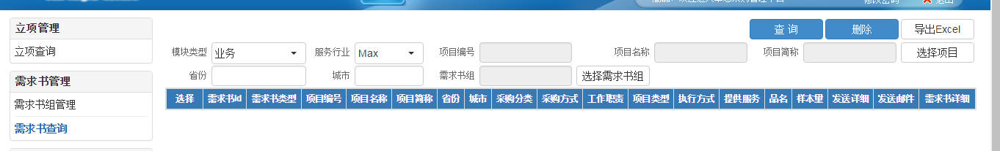 修改密码 退出
立项管理
立项查询
需求书管理
需求书组管理
需求书查询
查 询 删除 导出Excel
模块类型 业务 服务行业 Max 项目编号 项目名称 项目简称 选择项目
省份 城市 需求书组 选择需求书组
选择 需求书Id 需求书类型 项目编号 项目名称 项目简称 省份 城市 采购分类 采购方式 工作职责 项目类型 执行方式 提供服务 品名 样本量 发送详细 发送邮件 需求书详细